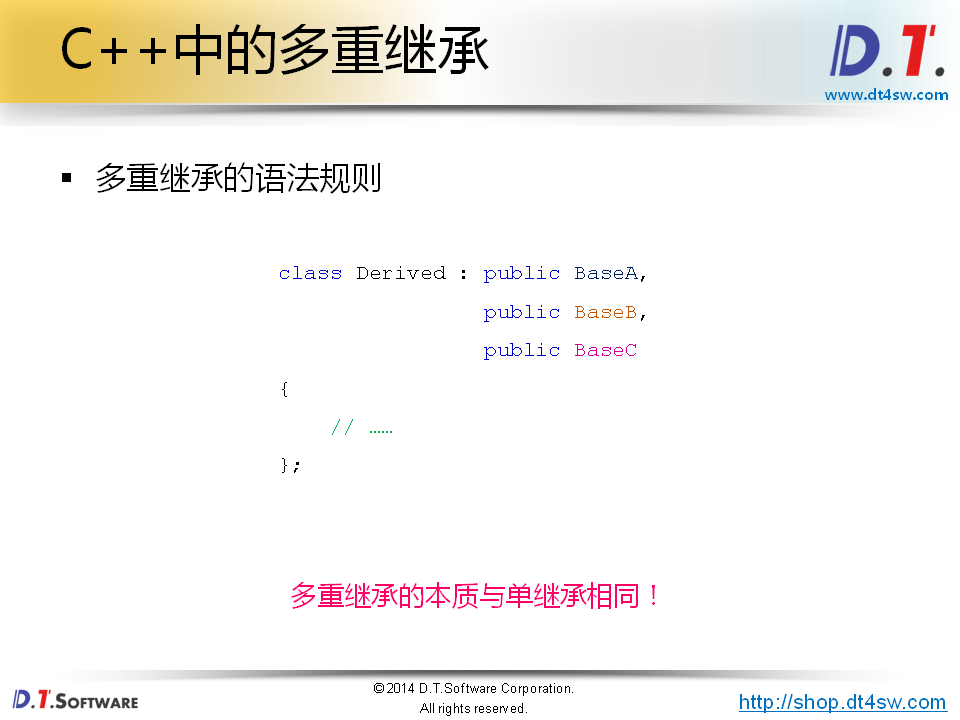 C++中的多重继承
D.T.
www.dt4sw.com
▪ 多重继承的语法规则
class Derived : public BaseA,
public BaseB,
public BaseC
{
// ……
};
多重继承的本质与单继承相同！
D.T.SOFTWARE
©2014 D.T.Software Corporation.
All rights reserved.
http://shop.dt4sw.com